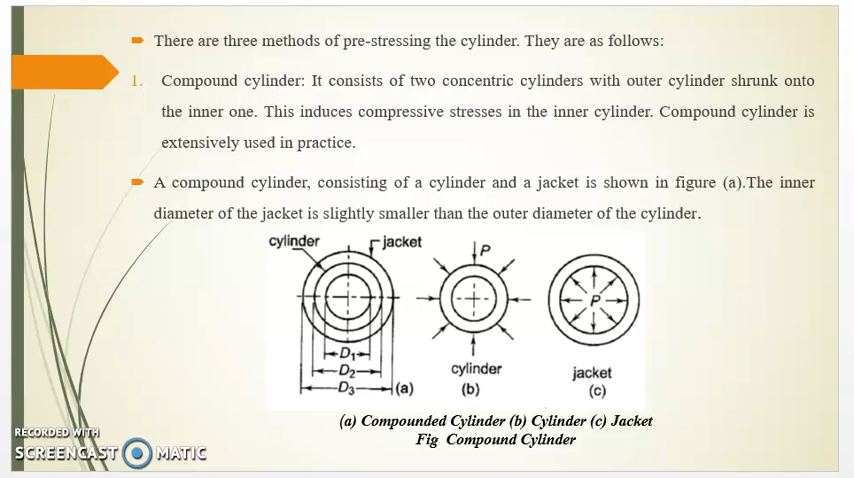 There are three methods of pre-stressing the cylinder. They are as follows:
1. Compound cylinder: It consists of two concentric cylinders with outer cylinder shrunk onto
the inner one. This induces compressive stresses in the inner cylinder. Compound cylinder is
extensively used in practice.
A compound cylinder, consisting of a cylinder and a jacket is shown in figure (a).The inner
diameter of the jacket is slightly smaller than the outer diameter of the cylinder.
cylinder jacket P
P
D1
D2 cylinder jacket
D3 (a) (b) (c)
(a) Compounded Cylinder (b) Cylinder (c) Jacket
Fig Compound Cylinder
RECORDED WITH
SCREENCAST MATIC